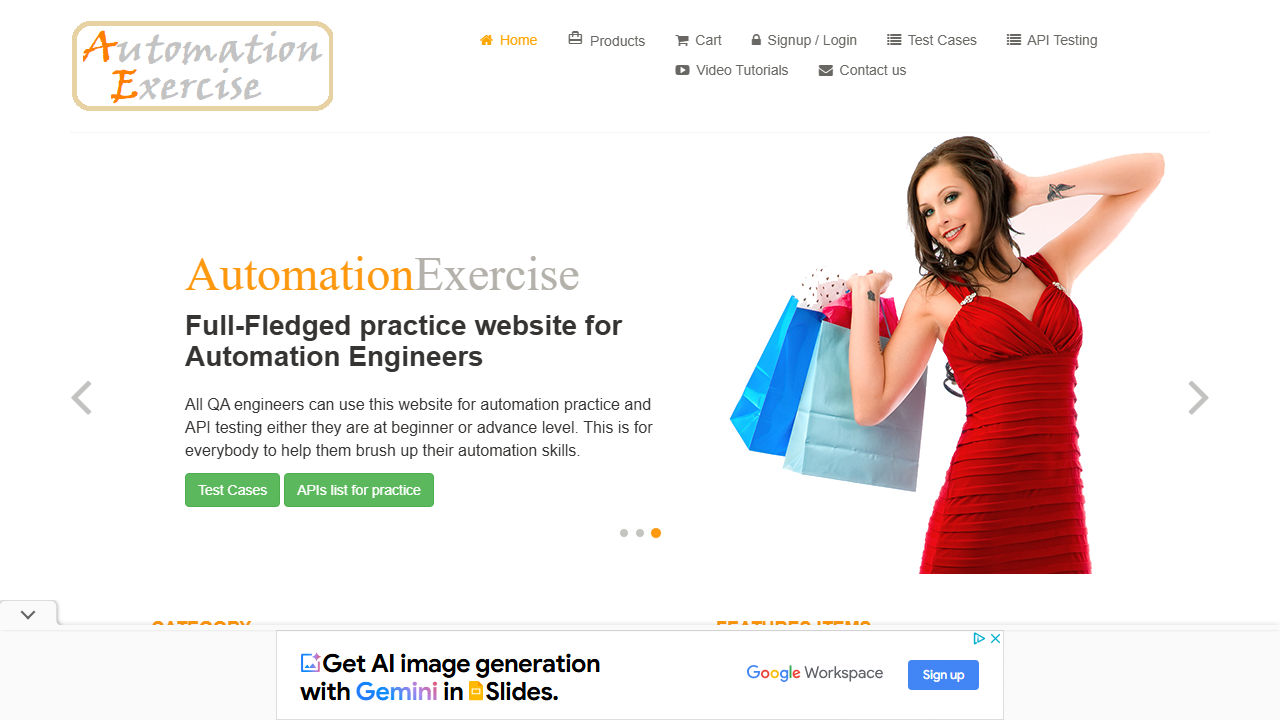 Automation
Exercise
Home
Products
Cart
Signup / Login
Test Cases
API Testing
Video Tutorials
Contact us
AutomationExercise
Full-Fledged practice website for
Automation Engineers
All QA engineers can use this website for automation practice and
API testing either they are at beginner or advance level. This is for
everybody to help them brush up their automation skills.
Test Cases
APIs list for practice
CATEGORY
FEATURES ITEMS
Get AI image generation
with Gemini in Slides.
Google Workspace
Sign up